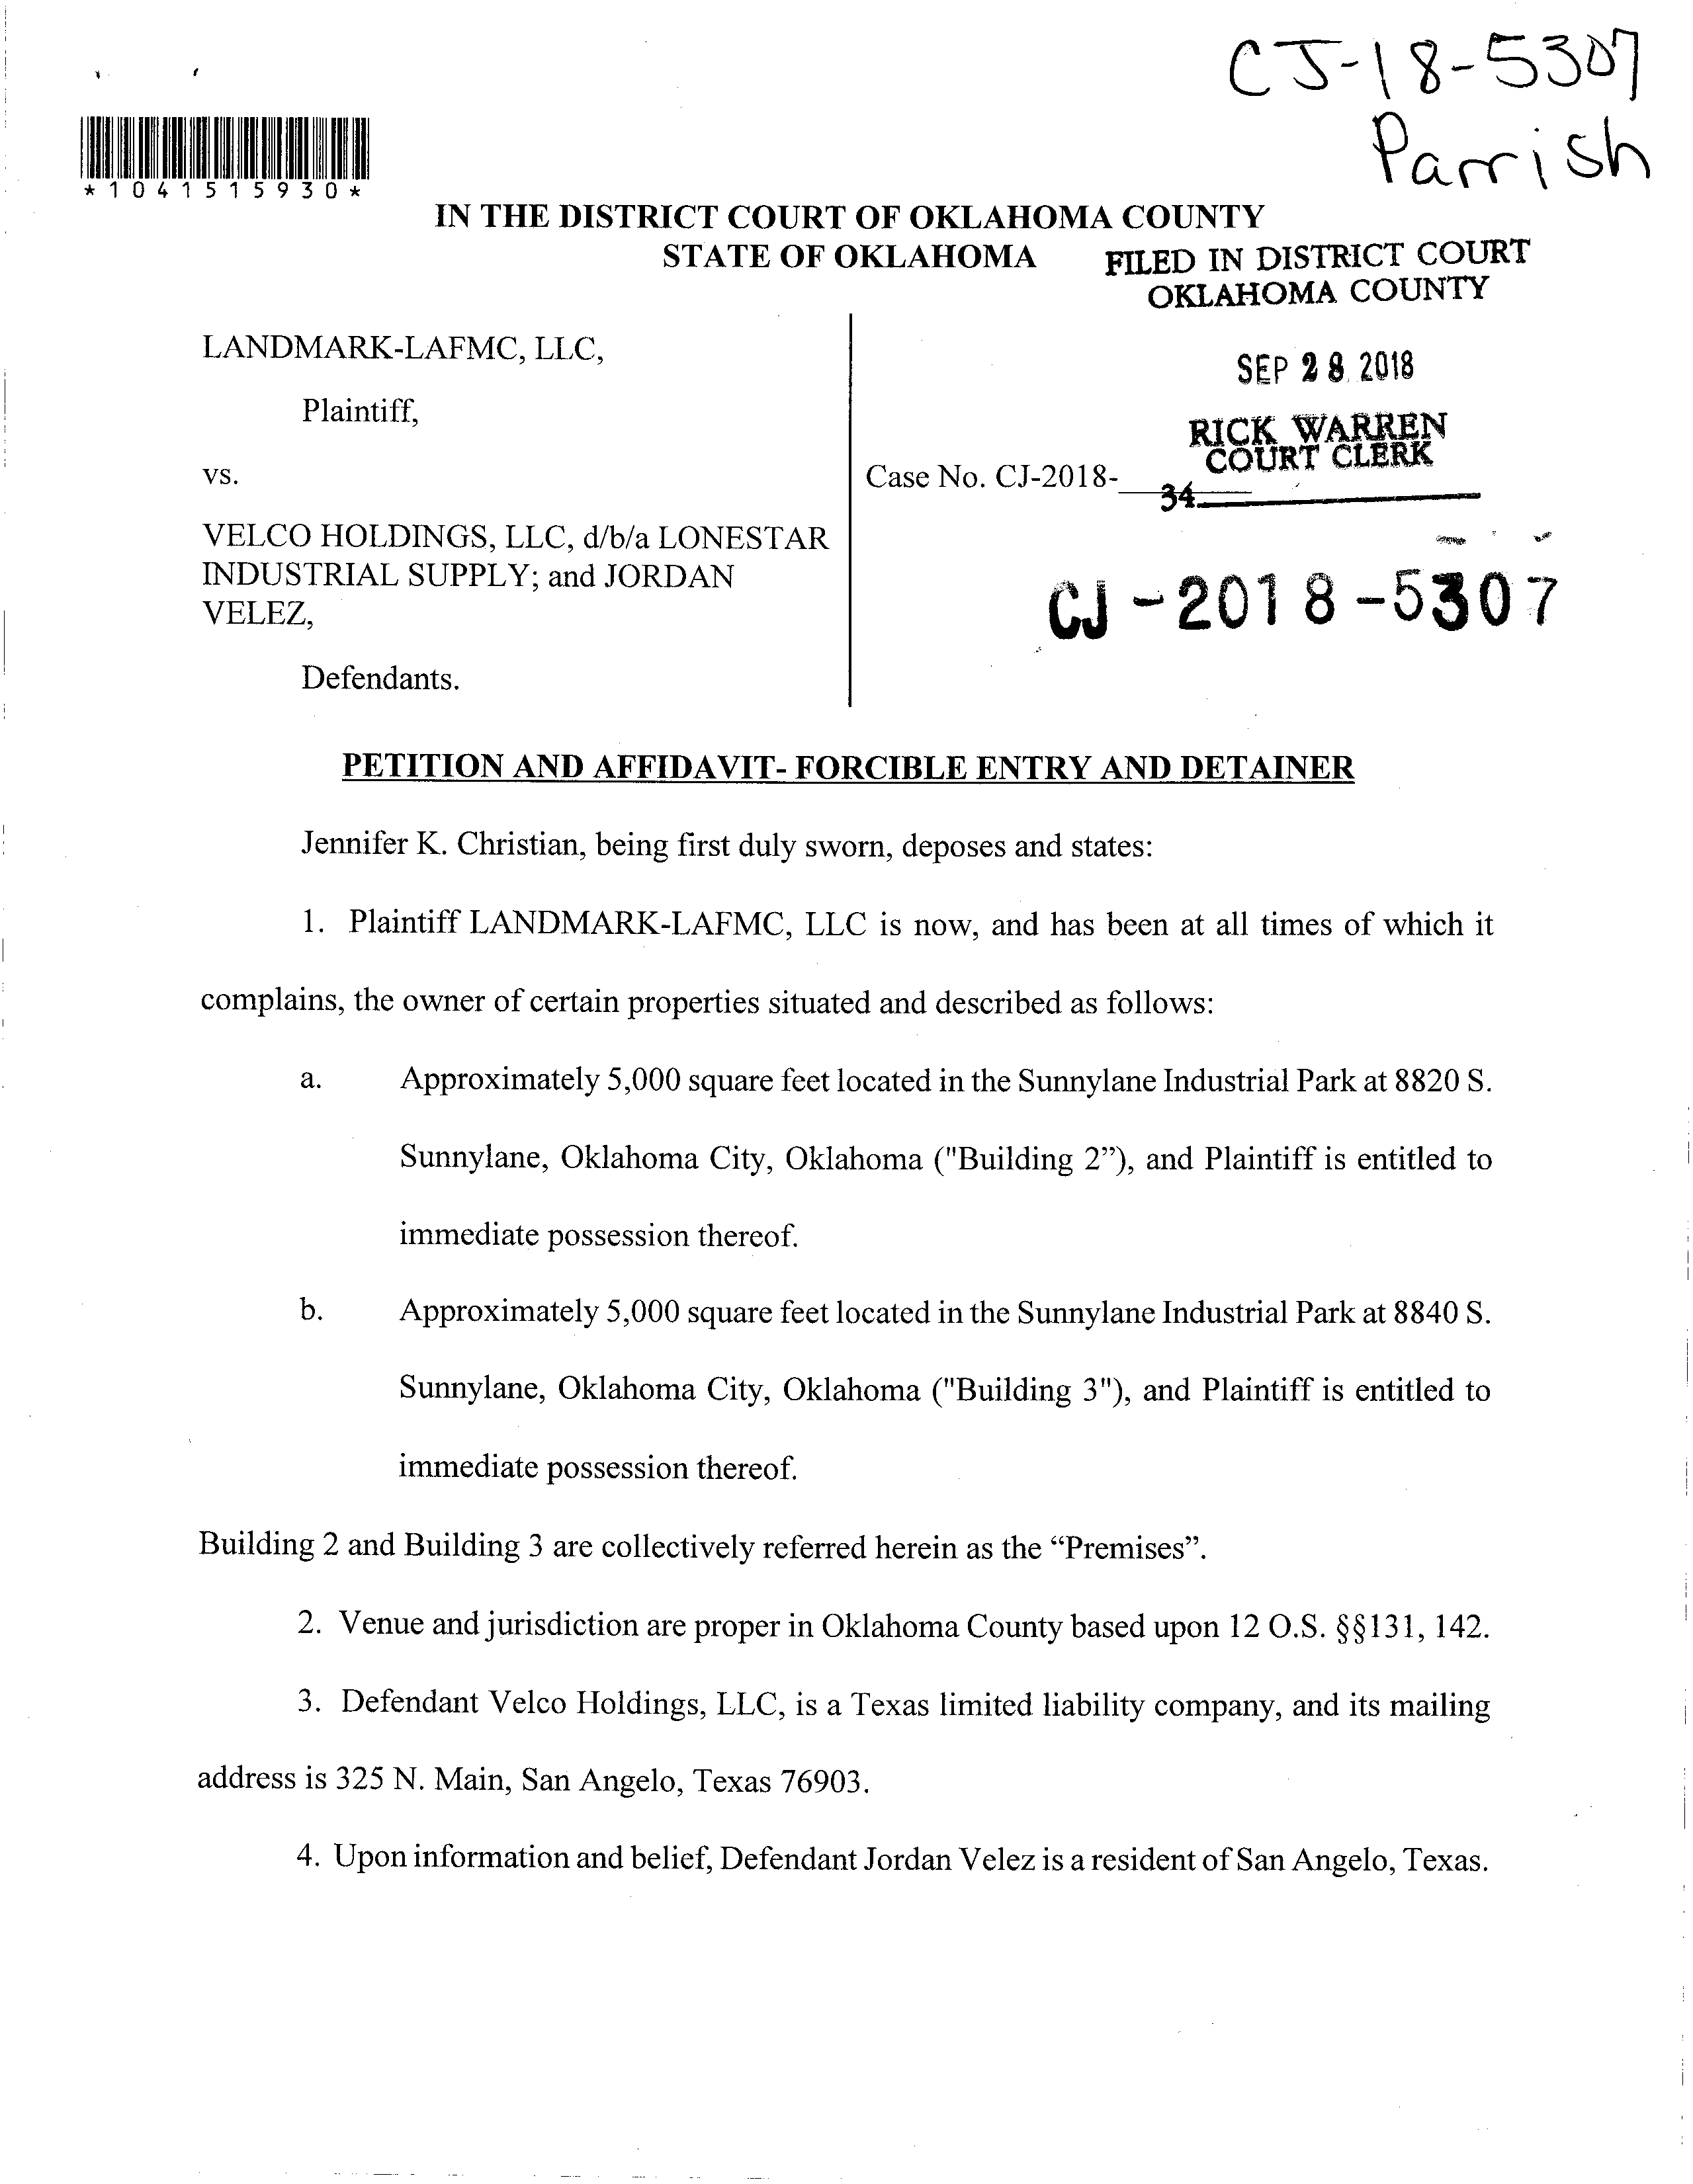 CJ-18-5307
Parrish
*1041515930*
IN THE DISTRICT COURT OF OKLAHOMA COUNTY
STATE OF OKLAHOMA
FILED IN DISTRICT COURT
OKLAHOMA COUNTY
LANDMARK-LAFMC, LLC,
SEP 28 2018
Plaintiff,
RICK WARREN
COURT CLERK
vs.
Case No. CJ-2018-
34
VELCO HOLDINGS, LLC, d/b/a LONESTAR
INDUSTRIAL SUPPLY; and JORDAN
VELEZ,
CJ-2018-5307
Defendants.
PETITION AND AFFIDAVIT- FORCIBLE ENTRY AND DETAINER
Jennifer K. Christian, being first duly sworn, deposes and states:
1. Plaintiff LANDMARK-LAFMC, LLC is now, and has been at all times of which it
complains, the owner of certain properties situated and described as follows:
a. Approximately 5,000 square feet located in the Sunnylane Industrial Park at 8820 S.
Sunnylane, Oklahoma City, Oklahoma ("Building 2”), and Plaintiff is entitled to
immediate possession thereof.
b. Approximately 5,000 square feet located in the Sunnylane Industrial Park at 8840 S.
Sunnylane, Oklahoma City, Oklahoma ("Building 3"), and Plaintiff is entitled to
immediate possession thereof.
Building 2 and Building 3 are collectively referred herein as the “Premises”.
2. Venue and jurisdiction are proper in Oklahoma County based upon 12 O.S. §§131, 142.
3. Defendant Velco Holdings, LLC, is a Texas limited liability company, and its mailing
address is 325 N. Main, San Angelo, Texas 76903.
4. Upon information and belief, Defendant Jordan Velez is a resident of San Angelo, Texas.